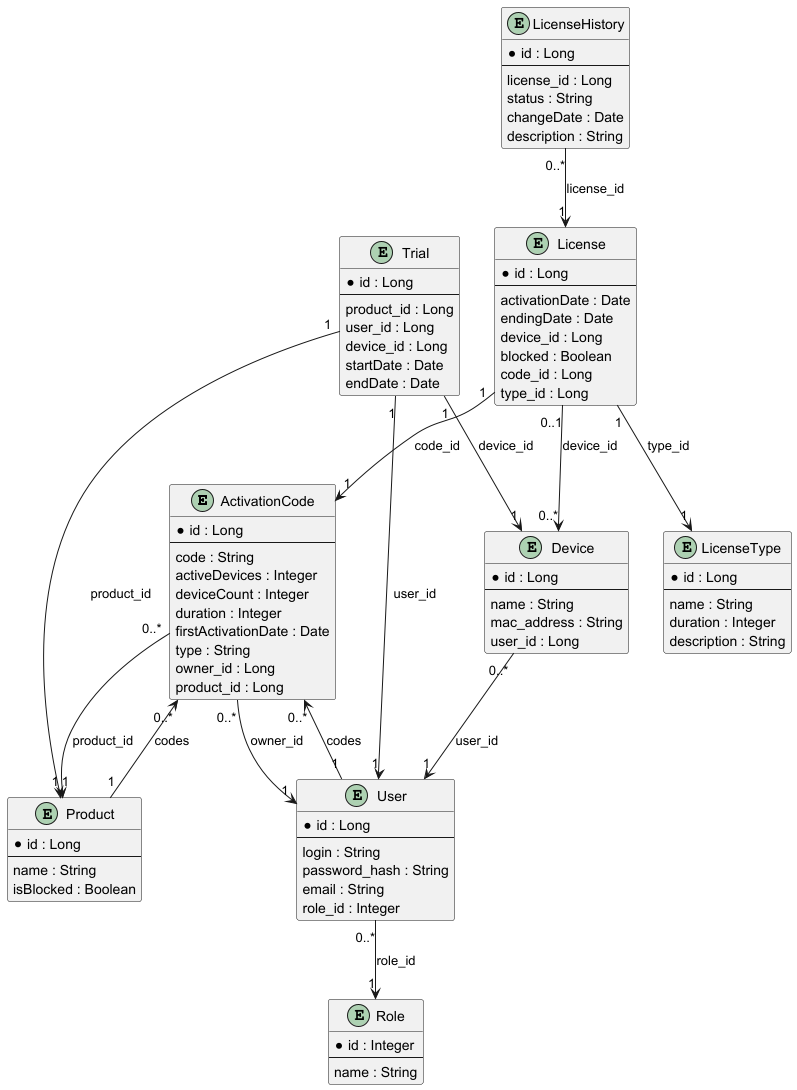 E LicenseHistory
* id : Long
license_id : Long
status : String
changeDate : Date
description : String
0..*
license_id
1
E Trial
* id : Long
product_id : Long
user_id : Long
device_id : Long
startDate : Date
endDate : Date
E License
* id : Long
activationDate : Date
endingDate : Date
device_id : Long
blocked : Boolean
code_id : Long
type_id : Long
1
1
1
1
0..1
1
code_id
device_id
device_id
type_id
1
1
0..*
1
E ActivationCode
* id : Long
code : String
activeDevices : Integer
deviceCount : Integer
duration : Integer
firstActivationDate : Date
type : String
owner_id : Long
product_id : Long
E Device
* id : Long
name : String
mac_address : String
user_id : Long
E LicenseType
* id : Long
name : String
duration : Integer
description : String
product_id
user_id
0..*
0..*
0..*
0..*
0..*
product_id
codes
owner_id
codes
user_id
1
1
1
1
1
1
1
E Product
* id : Long
name : String
isBlocked : Boolean
E User
* id : Long
login : String
password_hash : String
email : String
role_id : Integer
0..*
role_id
1
E Role
* id : Integer
name : String